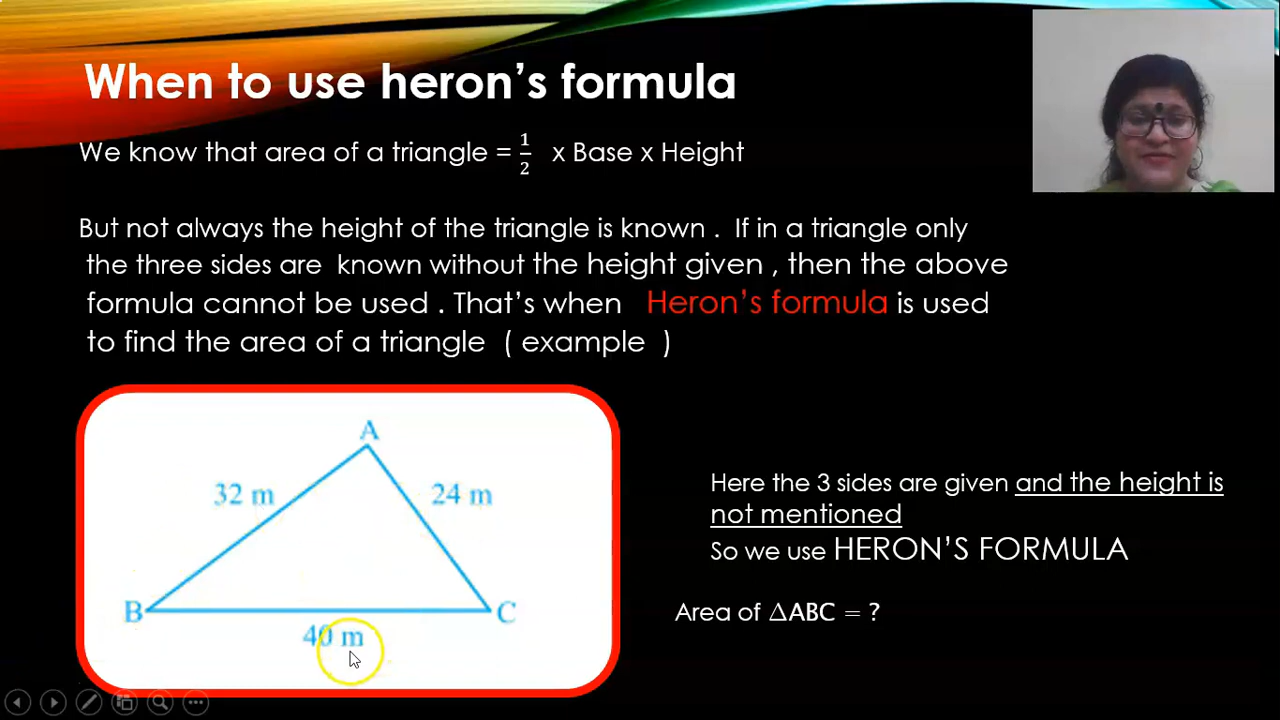 When to use heron's formula
We know that area of a triangle = 1/2 x Base x Height
But not always the height of the triangle is known . If in a triangle only
the three sides are known without the height given , then the above
formula cannot be used . That's when Heron's formula is used
to find the area of a triangle ( example )
A
32 m
24 m
B
C
40 m
Here the 3 sides are given and the height is
not mentioned
So we use HERON'S FORMULA
Area of △ABC = ?